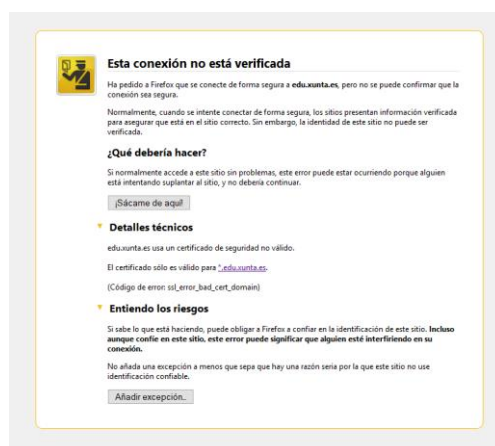 Esta conexión no está verificada
Ha pedido a Firefox que se conecte de forma segura a edu.xunta.es, pero no se puede confirmar que la
conexión sea segura.
Normalmente, cuando se intente conectar de forma segura, los sitios presentan información verificada
para asegurar que está en el sitio correcto. Sin embargo, la identidad de este sitio no puede ser
verificada.
¿Qué debería hacer?
Si normalmente accede a este sitio sin problemas, este error puede estar ocurriendo porque alguien
está intentando suplantar al sitio, y no debería continuar.
¡Sácame de aquí!
Detalles técnicos
edu.xunta.es usa un certificado de seguridad no válido.
El certificado sólo es válido para *.edu.xunta.es.
(Código de error: ssl_error_bad_cert_domain)
Entiendo los riesgos
Si sabe lo que está haciendo, puede obligar a Firefox a confiar en la identificación de este sitio. Incluso
aunque confíe en este sitio, este error puede significar que alguien esté interfiriendo en su
conexión.
No añada una excepción a menos que sepa que hay una razón seria por la que este sitio no use
identificación confiable.
Añadir excepción...